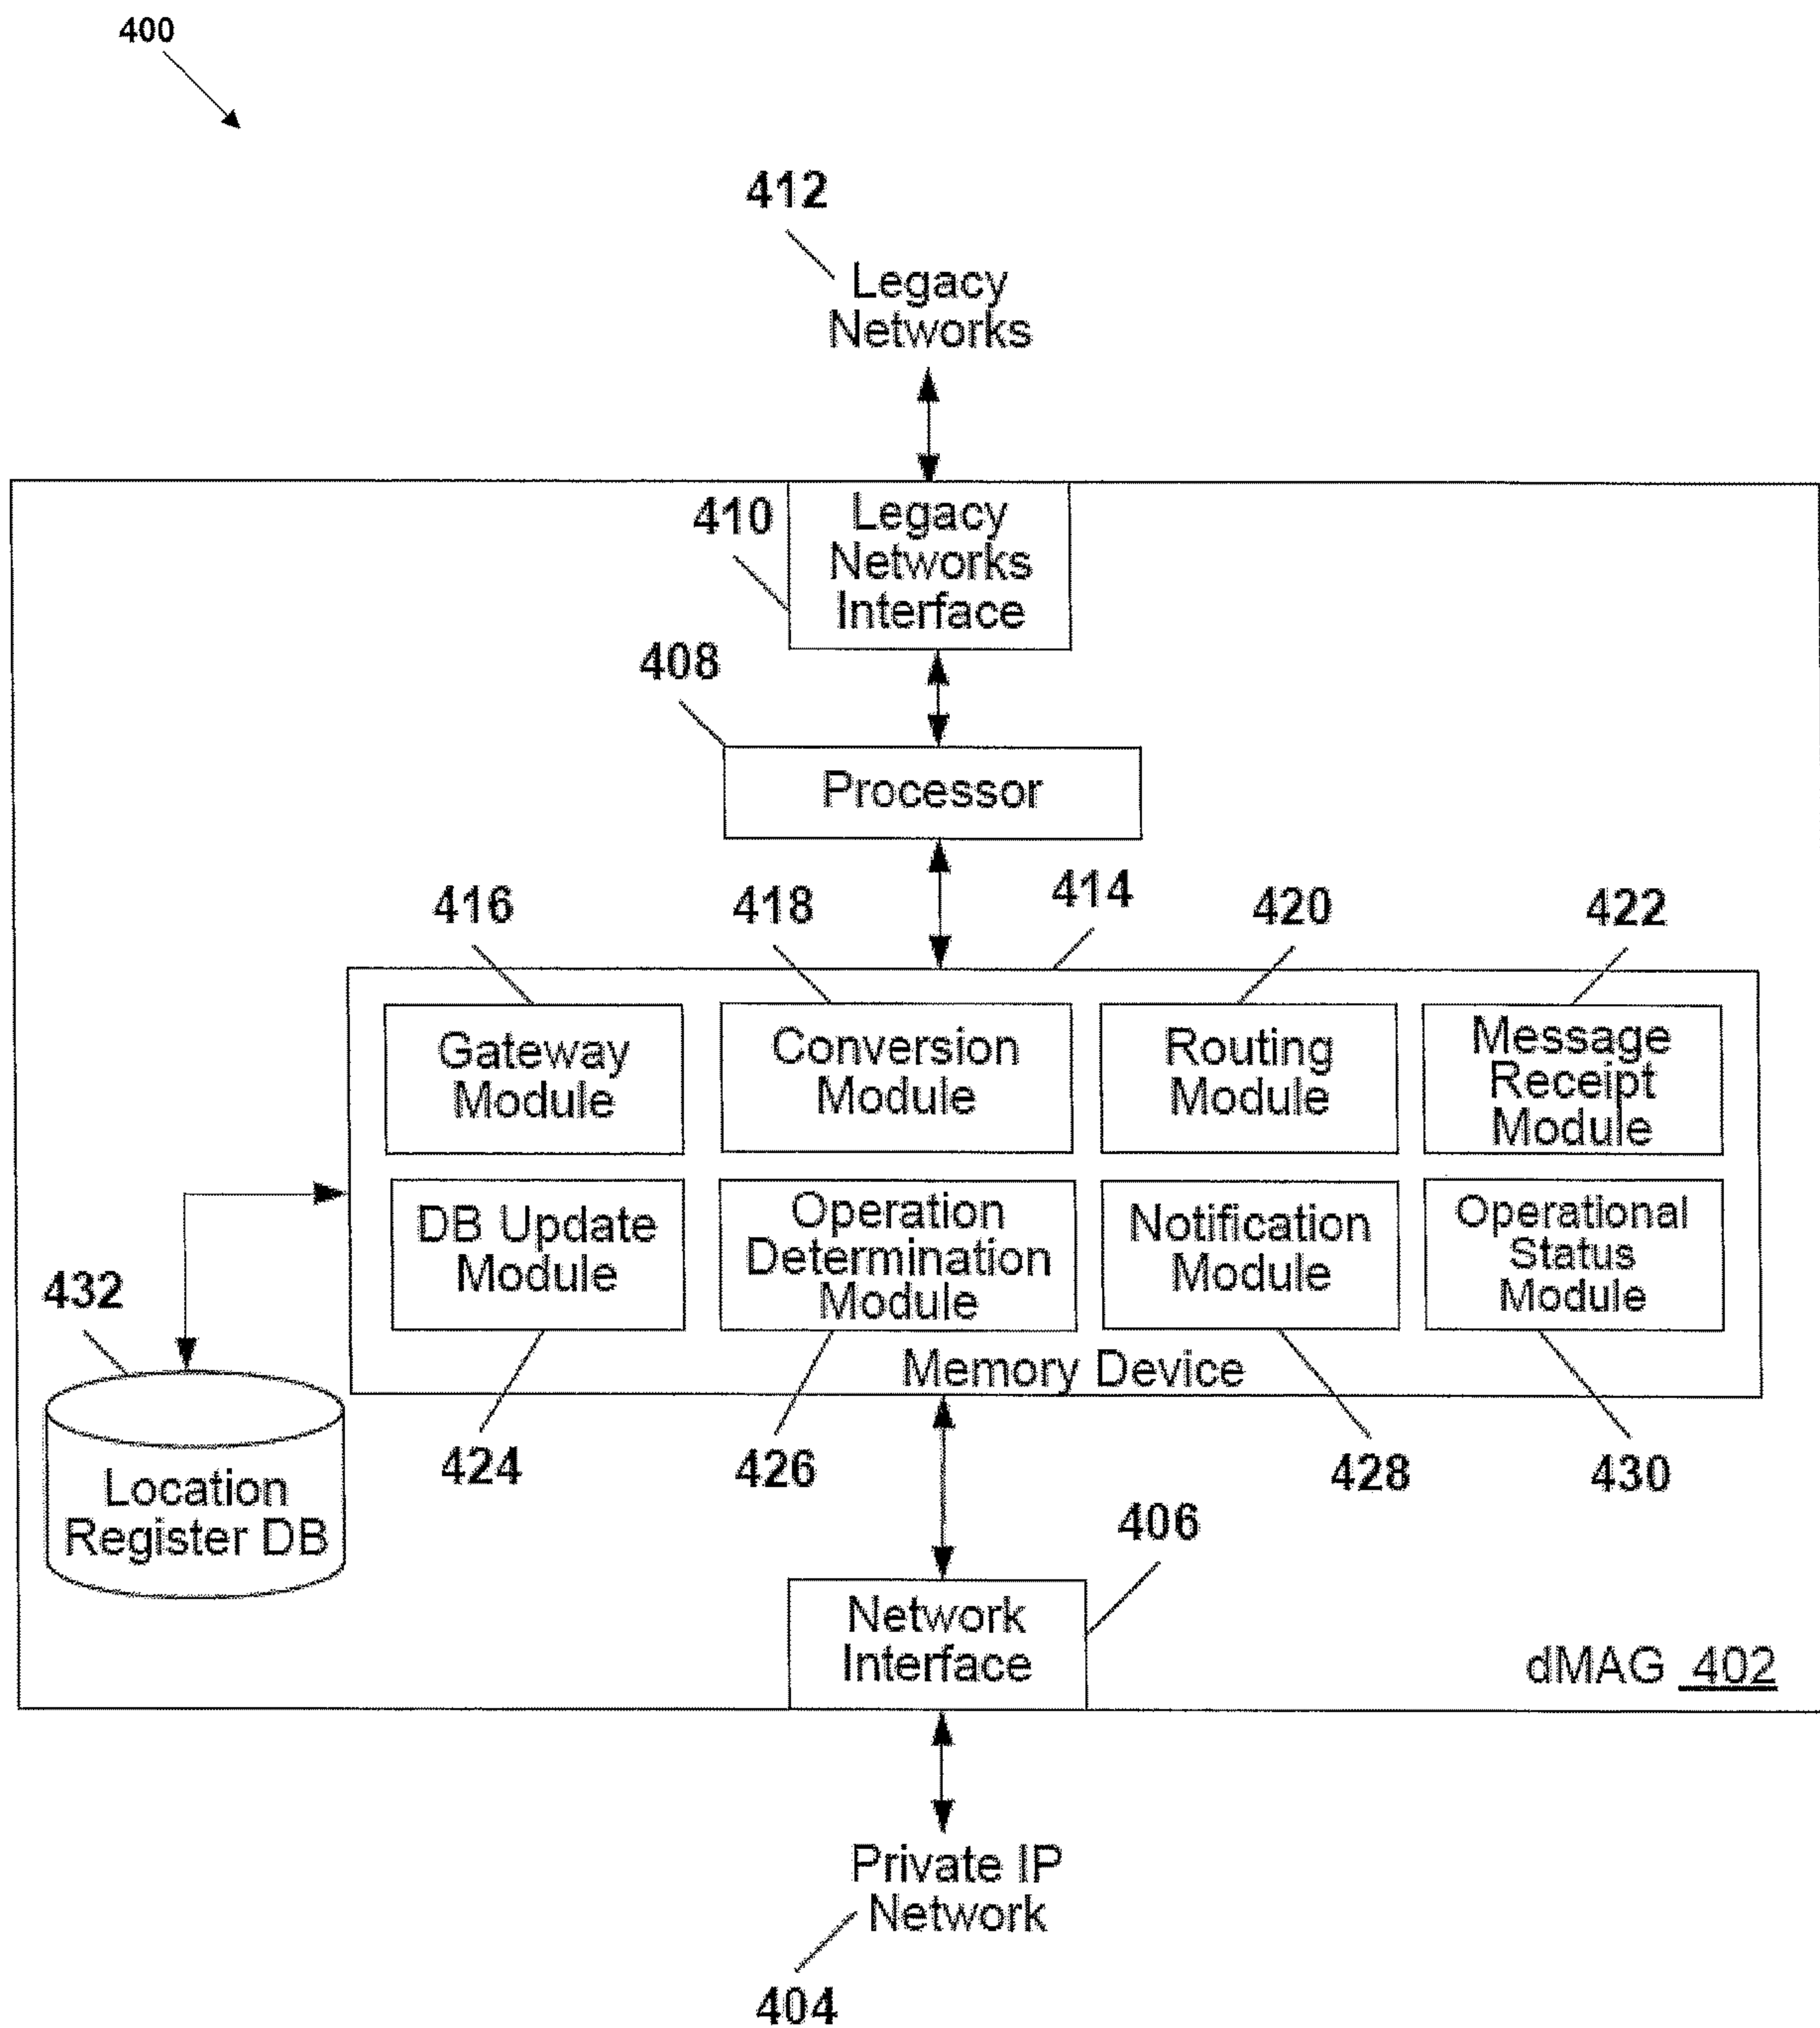 400
412
Legacy
Networks
410
Legacy
Networks
Interface
408
Processor
414
416
418
420
422
Gateway
Module
Conversion
Module
Routing
Module
Message
Receipt
Module
DB Update
Module
Operation
Determination
Module
Notification
Module
Operational
Status
Module
432
Memory Device
424
426
428
430
Location
Register DB
406
Network
Interface
dMAG 402
Private IP
Network
404